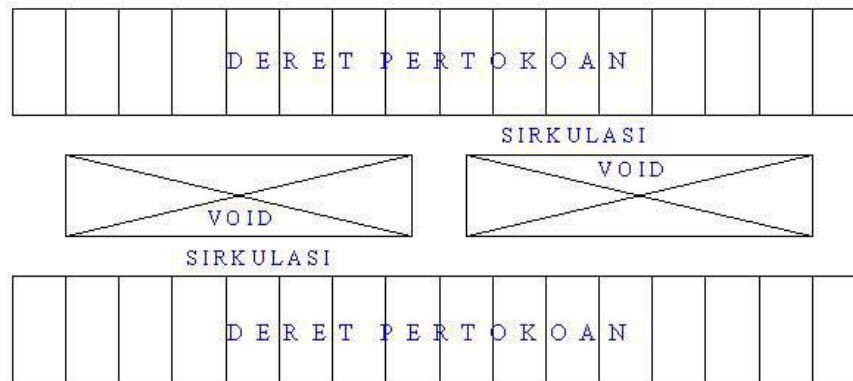 DERET PERTOKOAN
SIRKULASI
VOID
VOID
SIRKULASI
DERET PERTOKOAN